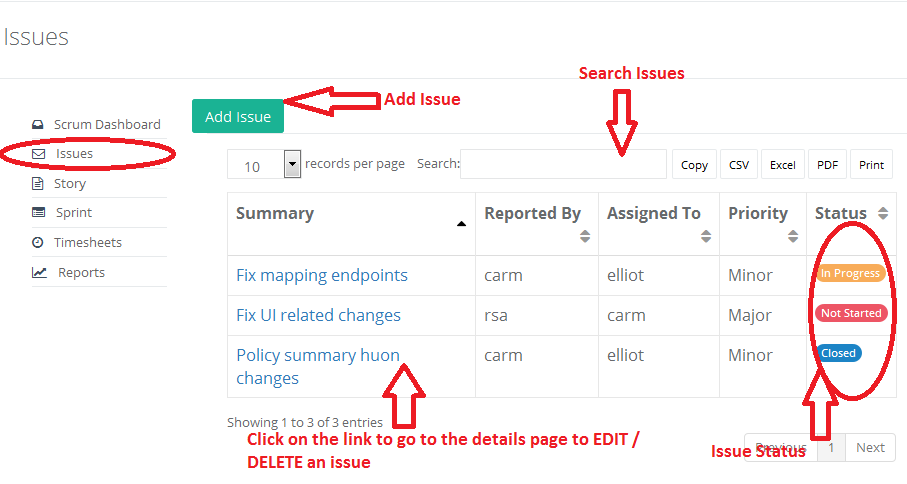 Issues
Search Issues
Add Issue
Add Issue
Scrum Dashboard
Issues
Story
Sprint
Timesheets
Reports
10 records per page Search: Copy CSV Excel PDF Print
Summary Reported By Assigned To Priority Status
Fix mapping endpoints carm elliot Minor In Progress
Fix UI related changes rsa carm Major Not Started
Policy summary huon carm elliot Minor Closed
changes
Showing 1 to 3 of 3 entries
Click on the link to go to the details page to EDIT /
DELETE an issue
Issue Status
Previous 1 Next